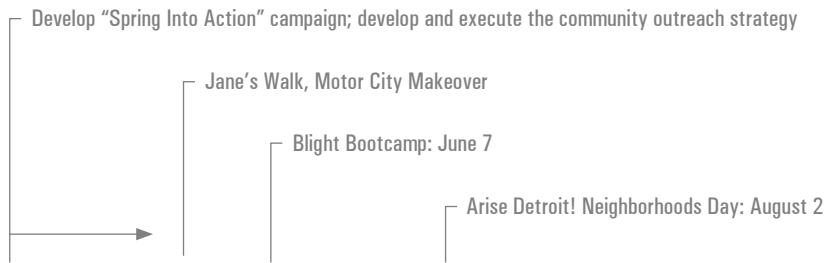 Develop “Spring Into Action” campaign; develop and execute the community outreach strategy
Jane’s Walk, Motor City Makeover
Blight Bootcamp: June 7
Arise Detroit! Neighborhoods Day: August 2